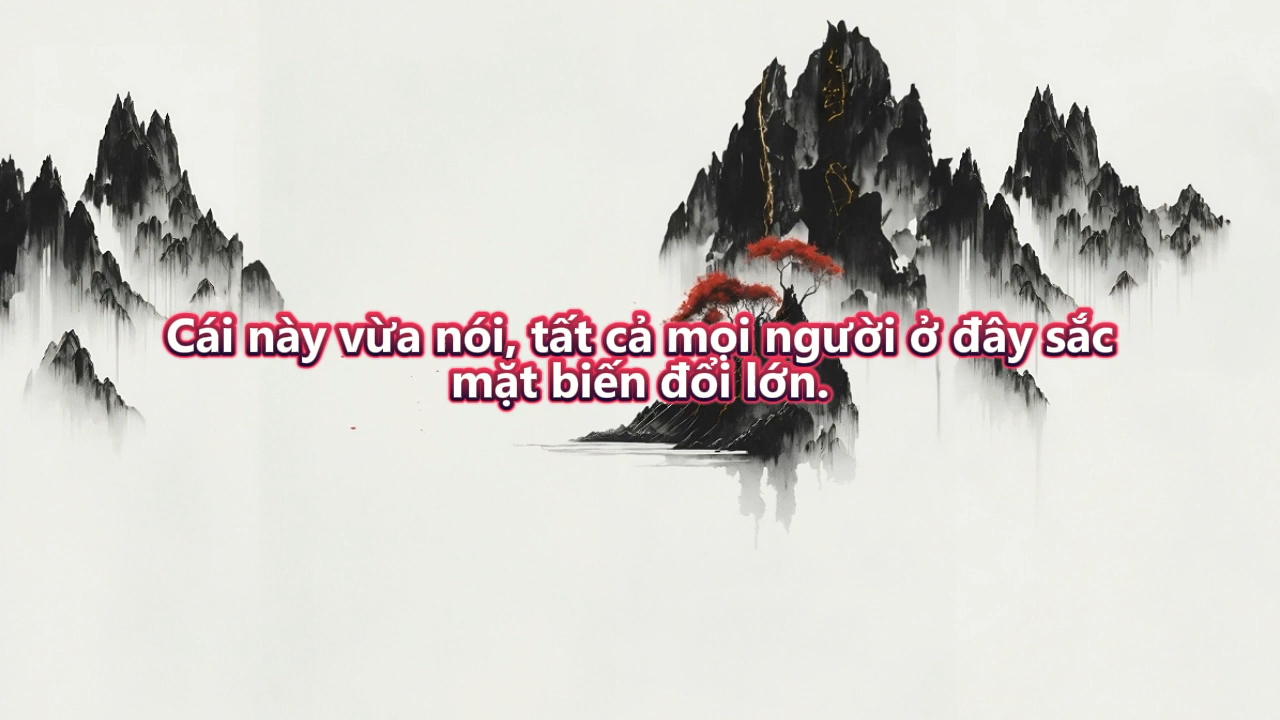 Cái này vừa nói, tất cả mọi người ở đây sắc
mặt biến đổi lớn.